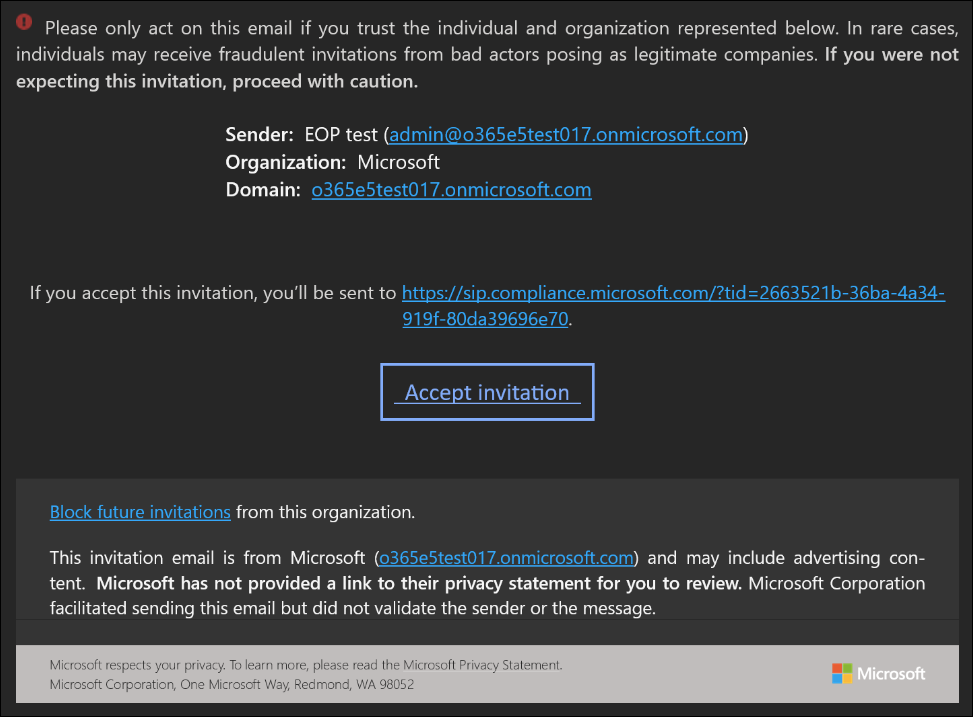 Please only act on this email if you trust the individual and organization represented below. In rare cases,
individuals may receive fraudulent invitations from bad actors posing as legitimate companies. If you were not
expecting this invitation, proceed with caution.
Sender: EOP test (admin@o365e5test017.onmicrosoft.com)
Organization: Microsoft
Domain: o365e5test017.onmicrosoft.com
If you accept this invitation, you’ll be sent to https://sip.compliance.microsoft.com/?tid=2663521b-36ba-4a34-
919f-80da39696e70.
Accept invitation
Block future invitations from this organization.
This invitation email is from Microsoft (o365e5test017.onmicrosoft.com) and may include advertising con-
tent. Microsoft has not provided a link to their privacy statement for you to review. Microsoft Corporation
facilitated sending this email but did not validate the sender or the message.
Microsoft respects your privacy. To learn more, please read the Microsoft Privacy Statement.
Microsoft Corporation, One Microsoft Way, Redmond, WA 98052
Microsoft